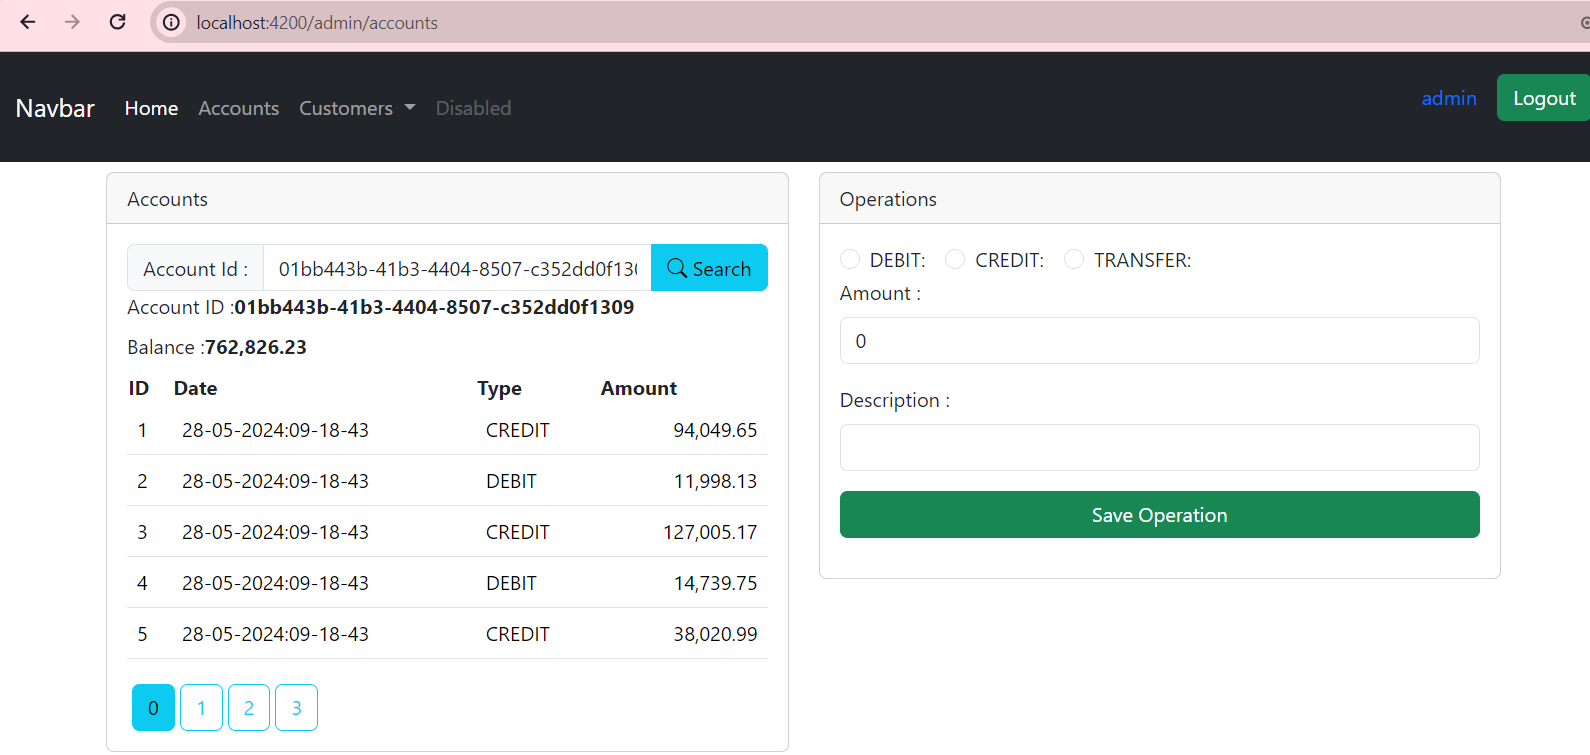 localhost:4200/admin/accounts
Navbar Home Accounts Customers Disabled admin Logout
Accounts
Account Id : 01bb443b-41b3-4404-8507-c352dd0f13 Search
Account ID :01bb443b-41b3-4404-8507-c352dd0f1309
Balance :762,826.23
ID Date Type Amount
1 28-05-2024:09-18-43 CREDIT 94,049.65
2 28-05-2024:09-18-43 DEBIT 11,998.13
3 28-05-2024:09-18-43 CREDIT 127,005.17
4 28-05-2024:09-18-43 DEBIT 14,739.75
5 28-05-2024:09-18-43 CREDIT 38,020.99
0 1 2 3
Operations
DEBIT: CREDIT: TRANSFER:
Amount :
0
Description :
Save Operation